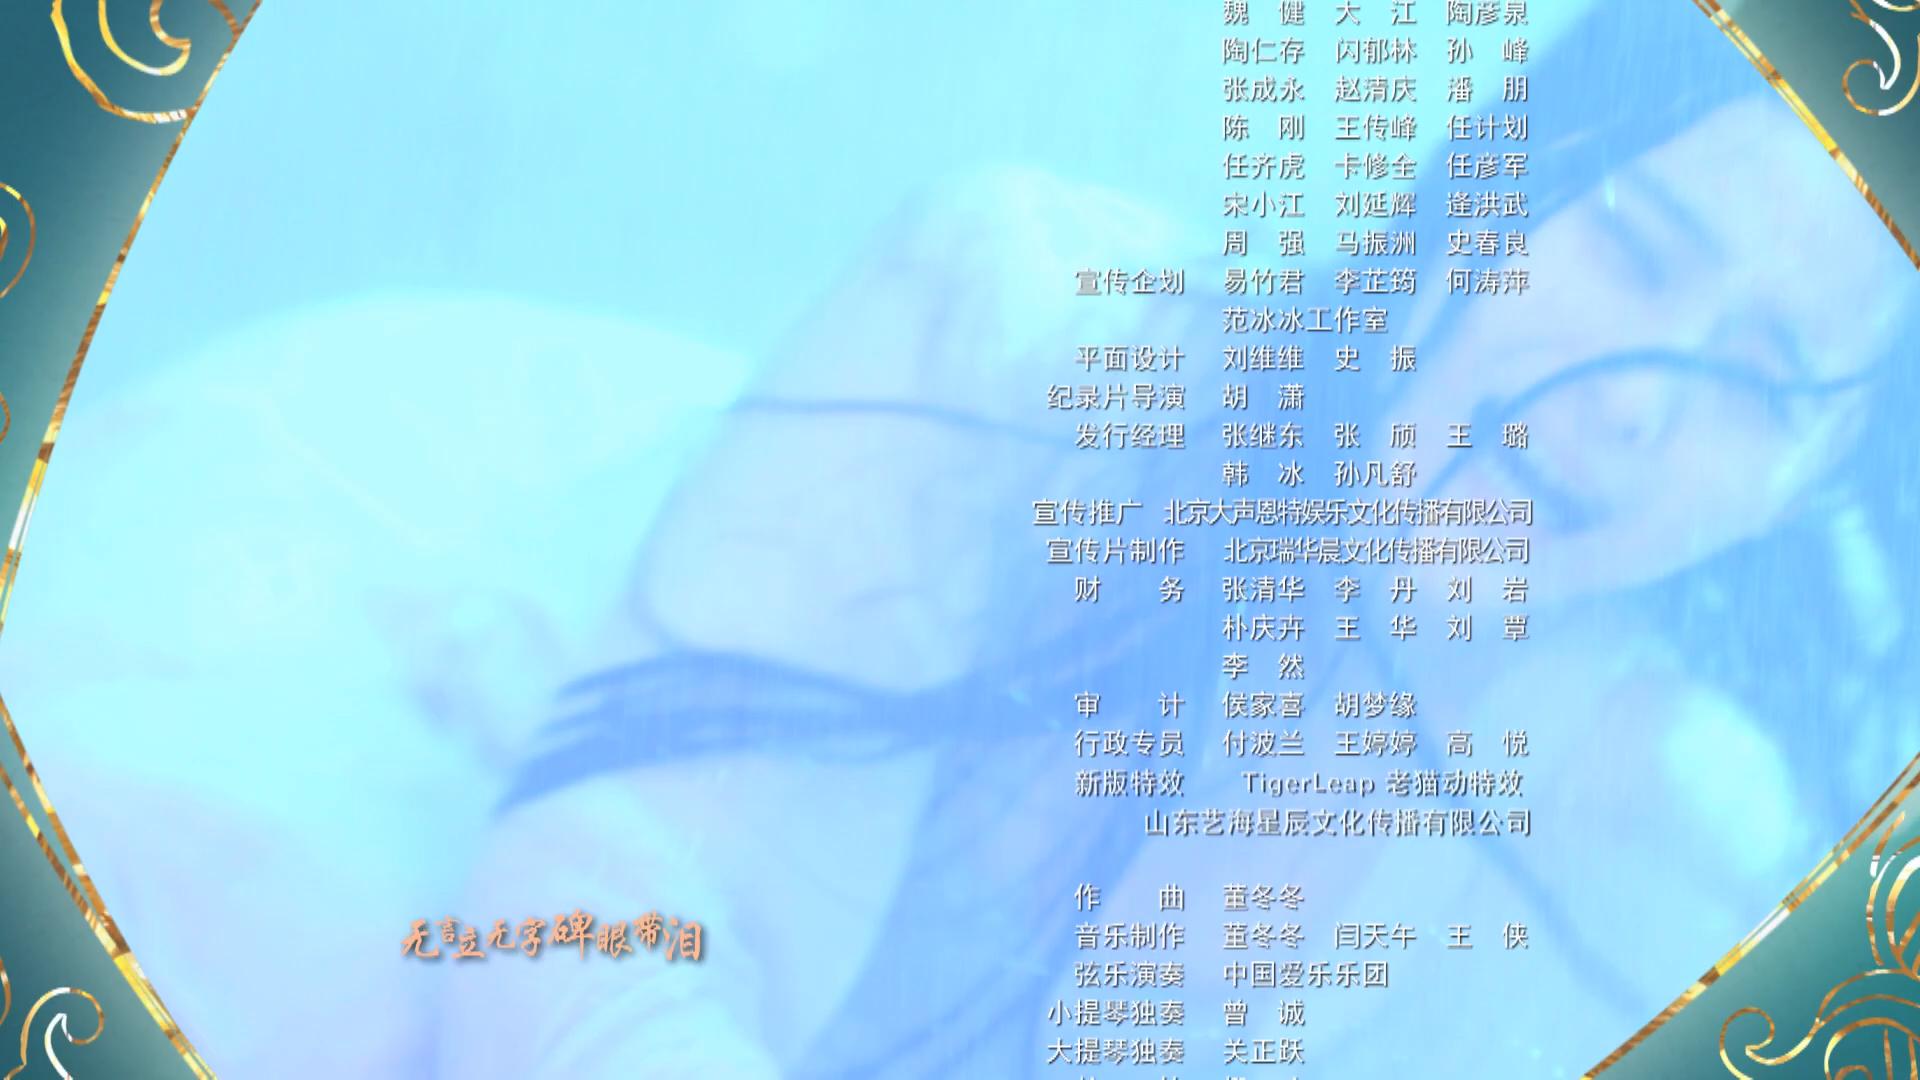 魏 健 大 江 陶彦泉
陶仁存 闪郁林 孙 峰
张成永 赵清庆 潘 朋
陈 刚 王传峰 任计划
任齐虎 卡修全 任彦军
宋小江 刘延辉 逄洪武
周 强 马振洲 史春良
宣传企划 易竹君 李芷筠 何涛萍
范冰冰工作室
平面设计 刘维维 史 振
纪录片导演 胡 潇
发行经理 张继东 张 颀 王 璐
韩 冰 孙凡舒
宣传推广 北京大声恩特娱乐文化传播有限公司
宣传片制作 北京瑞华晨文化传播有限公司
财 务 张清华 李 丹 刘 岩
朴庆卉 王 华 刘 覃
李 然
审 计 侯家喜 胡梦缘
行政专员 付波兰 王婷婷 高 悦
新版特效 TigerLeap 老猫动特效
山东艺海星辰文化传播有限公司
作 曲 董冬冬
音乐制作 董冬冬 闫天午 王 侠
无言立无字碑眼带泪
弦乐演奏 中国爱乐乐团
小提琴独奏 曾 诚
大提琴独奏 关正跃